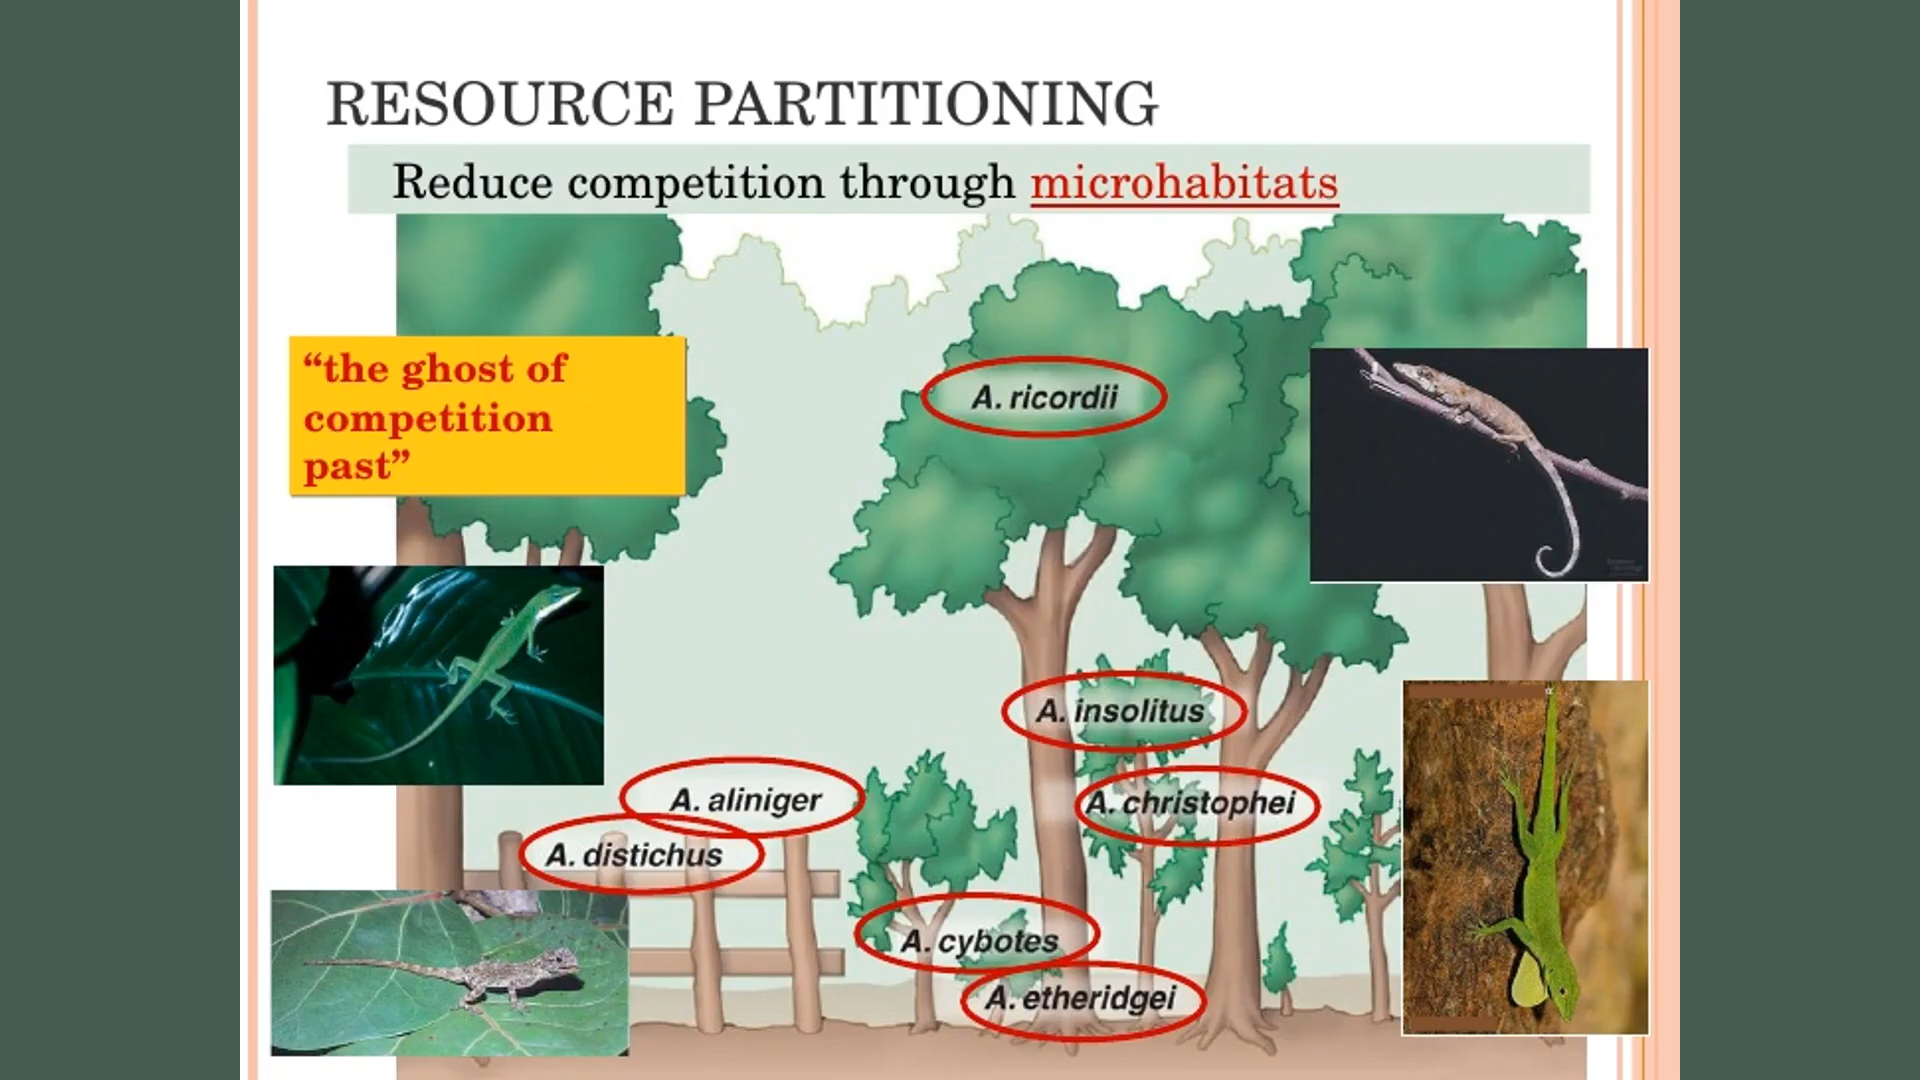 RESOURCE PARTITIONING
Reduce competition through microhabitats
“the ghost of
competition
past”
A. ricordii
A. insolitus
A. aliniger
A. christophei
A. distichus
A. cybotes
A. etheridgei